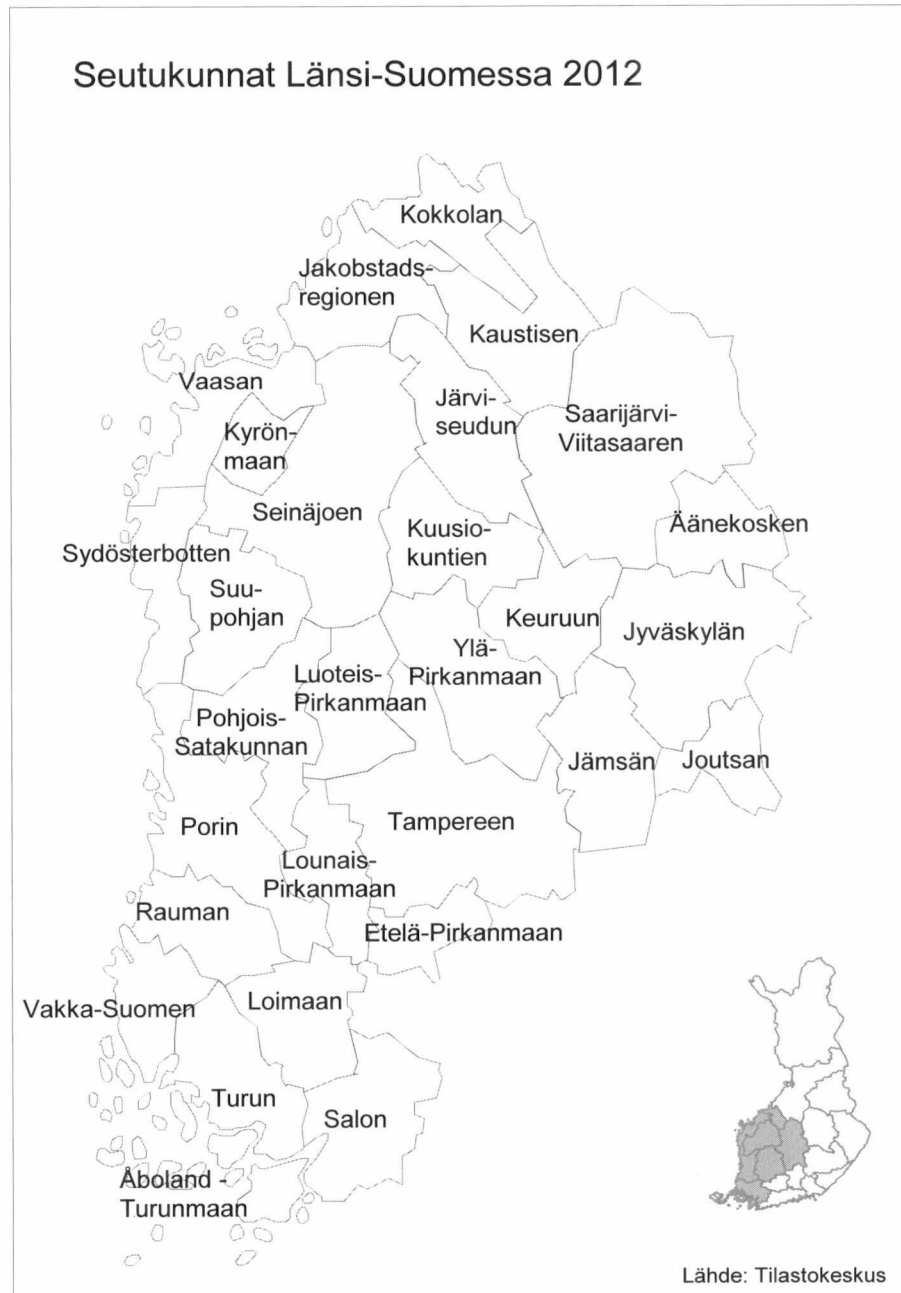 Seutukunnat Länsi-Suomessa 2012
Kokkolan
Jakobstads-
regionen
Kaustisen
Vaasan
Järvi-
seudun
Saarijärvi-
Viitasaaren
Kyrön-
maan
Seinäjoen
Kuusio-
kuntien
Äänekosken
Sydösterbotten
Suu-
pohjan
Keuruun
Jyväskylän
Ylä-
Pirkanmaan
Luoteis-
Pirkanmaan
Pohjois-
Satakunnan
Jämsän
Joutsan
Porin
Tampereen
Lounais-
Pirkanmaan
Rauman
Etelä-Pirkanmaan
Vakka-Suomen
Loimaan
Turun
Salon
Åboland -
Turunmaan
Lähde: Tilastokeskus